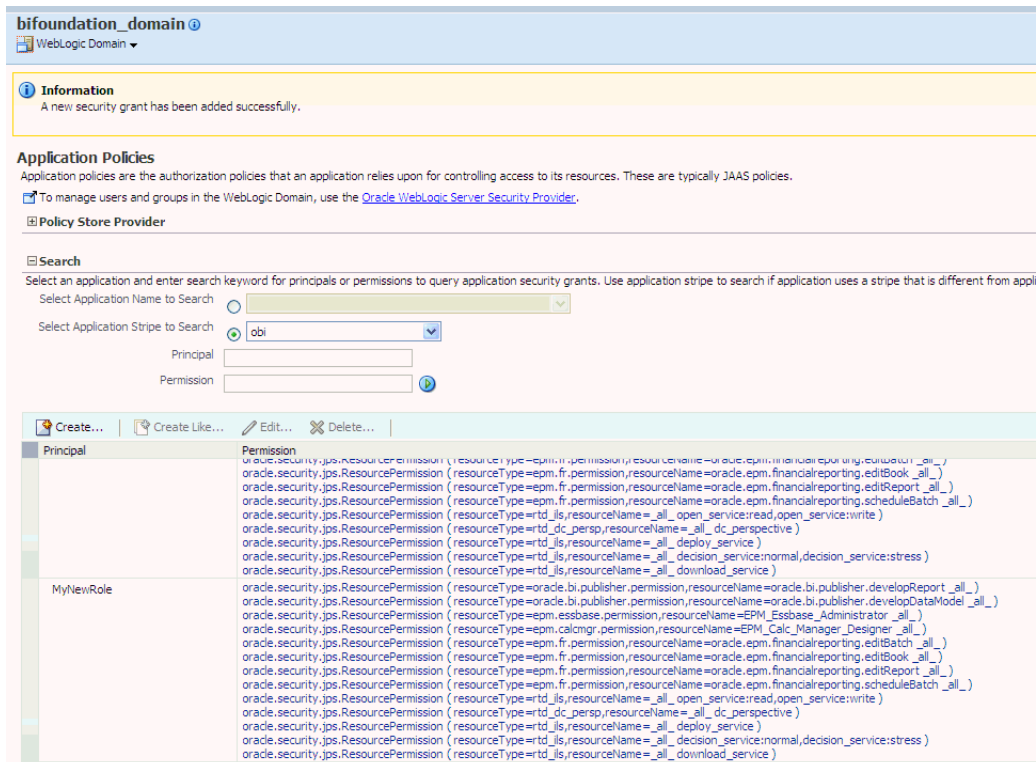 bifoundation_domain
WebLogic Domain
Information
A new security grant has been added successfully.
Application Policies
Application policies are the authorization policies that an application relies upon for controlling access to its resources. These are typically JAAS policies.
To manage users and groups in the WebLogic Domain, use the Oracle WebLogic Server Security Provider.
Policy Store Provider
Search
Select an application and enter search keyword for principals or permissions to query application security grants. Use application stripe to search if application uses a stripe that is different from appli
Select Application Name to Search
Select Application Stripe to Search obi
Principal
Permission
Create... Create Like... Edit... Delete...
Principal Permission
oracle.security.jps.ResourcePermission ( resourceType=epm.fr.permission,resourceName=oracle.epm.financialreporting.editBatch _all_ )
oracle.security.jps.ResourcePermission ( resourceType=epm.fr.permission,resourceName=oracle.epm.financialreporting.editBook _all_ )
oracle.security.jps.ResourcePermission ( resourceType=epm.fr.permission,resourceName=oracle.epm.financialreporting.editReport _all_ )
oracle.security.jps.ResourcePermission ( resourceType=epm.fr.permission,resourceName=oracle.epm.financialreporting.scheduleBatch _all_ )
oracle.security.jps.ResourcePermission ( resourceType=rtd_ils,resourceName=_all_ open_service:read,open_service:write )
oracle.security.jps.ResourcePermission ( resourceType=rtd_dc_persp,resourceName=_all_ dc_perspective )
oracle.security.jps.ResourcePermission ( resourceType=rtd_ils,resourceName=_all_ deploy_service )
oracle.security.jps.ResourcePermission ( resourceType=rtd_ils,resourceName=_all_ decision_service:normal,decision_service:stress )
oracle.security.jps.ResourcePermission ( resourceType=rtd_ils,resourceName=_all_ download_service )
MyNewRole oracle.security.jps.ResourcePermission ( resourceType=oracle.bi.publisher.permission,resourceName=oracle.bi.publisher.developReport _all_ )
oracle.security.jps.ResourcePermission ( resourceType=oracle.bi.publisher.permission,resourceName=oracle.bi.publisher.developDataModel _all_ )
oracle.security.jps.ResourcePermission ( resourceType=epm.essbase.permission,resourceName=EPM_Essbase_Administrator _all_ )
oracle.security.jps.ResourcePermission ( resourceType=epm.calcmgr.permission,resourceName=EPM_Calc_Manager_Designer _all_ )
oracle.security.jps.ResourcePermission ( resourceType=epm.fr.permission,resourceName=oracle.epm.financialreporting.editBatch _all_ )
oracle.security.jps.ResourcePermission ( resourceType=epm.fr.permission,resourceName=oracle.epm.financialreporting.editBook _all_ )
oracle.security.jps.ResourcePermission ( resourceType=epm.fr.permission,resourceName=oracle.epm.financialreporting.editReport _all_ )
oracle.security.jps.ResourcePermission ( resourceType=epm.fr.permission,resourceName=oracle.epm.financialreporting.scheduleBatch _all_ )
oracle.security.jps.ResourcePermission ( resourceType=rtd_ils,resourceName=_all_ open_service:read,open_service:write )
oracle.security.jps.ResourcePermission ( resourceType=rtd_dc_persp,resourceName=_all_ dc_perspective )
oracle.security.jps.ResourcePermission ( resourceType=rtd_ils,resourceName=_all_ deploy_service )
oracle.security.jps.ResourcePermission ( resourceType=rtd_ils,resourceName=_all_ decision_service:normal,decision_service:stress )
oracle.security.jps.ResourcePermission ( resourceType=rtd_ils,resourceName=_all_ download_service )